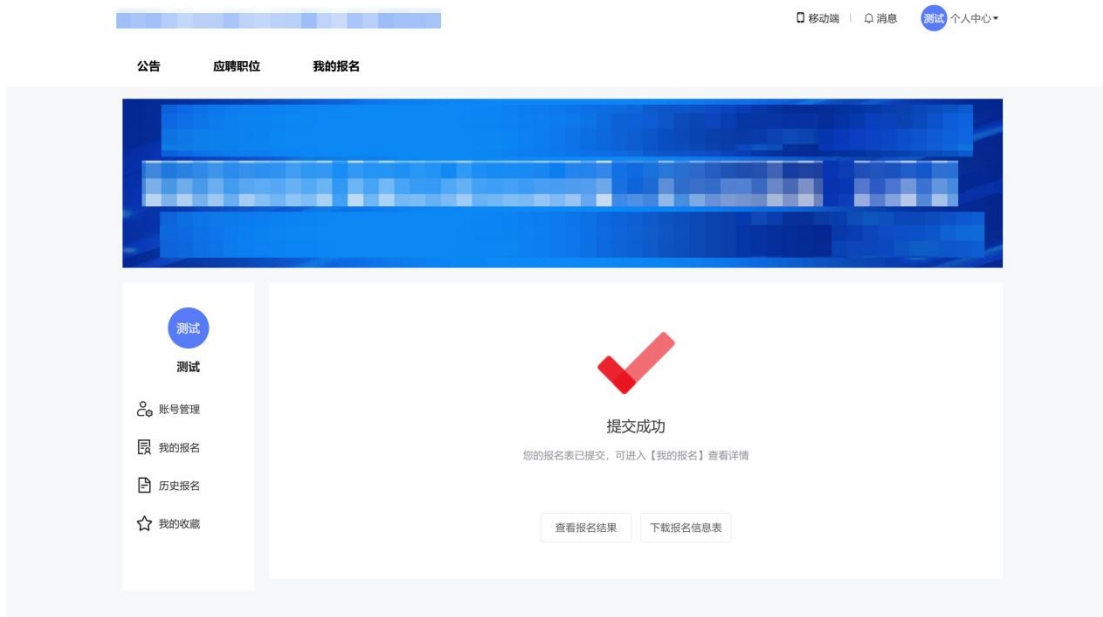 移动端
消息
测试
个人中心
公告
应聘职位
我的报名
测试
测试
账号管理
我的报名
历史报名
我的收藏
提交成功
您的报名表已提交，可进入【我的报名】查看详情
查看报名结果
下载报名信息表